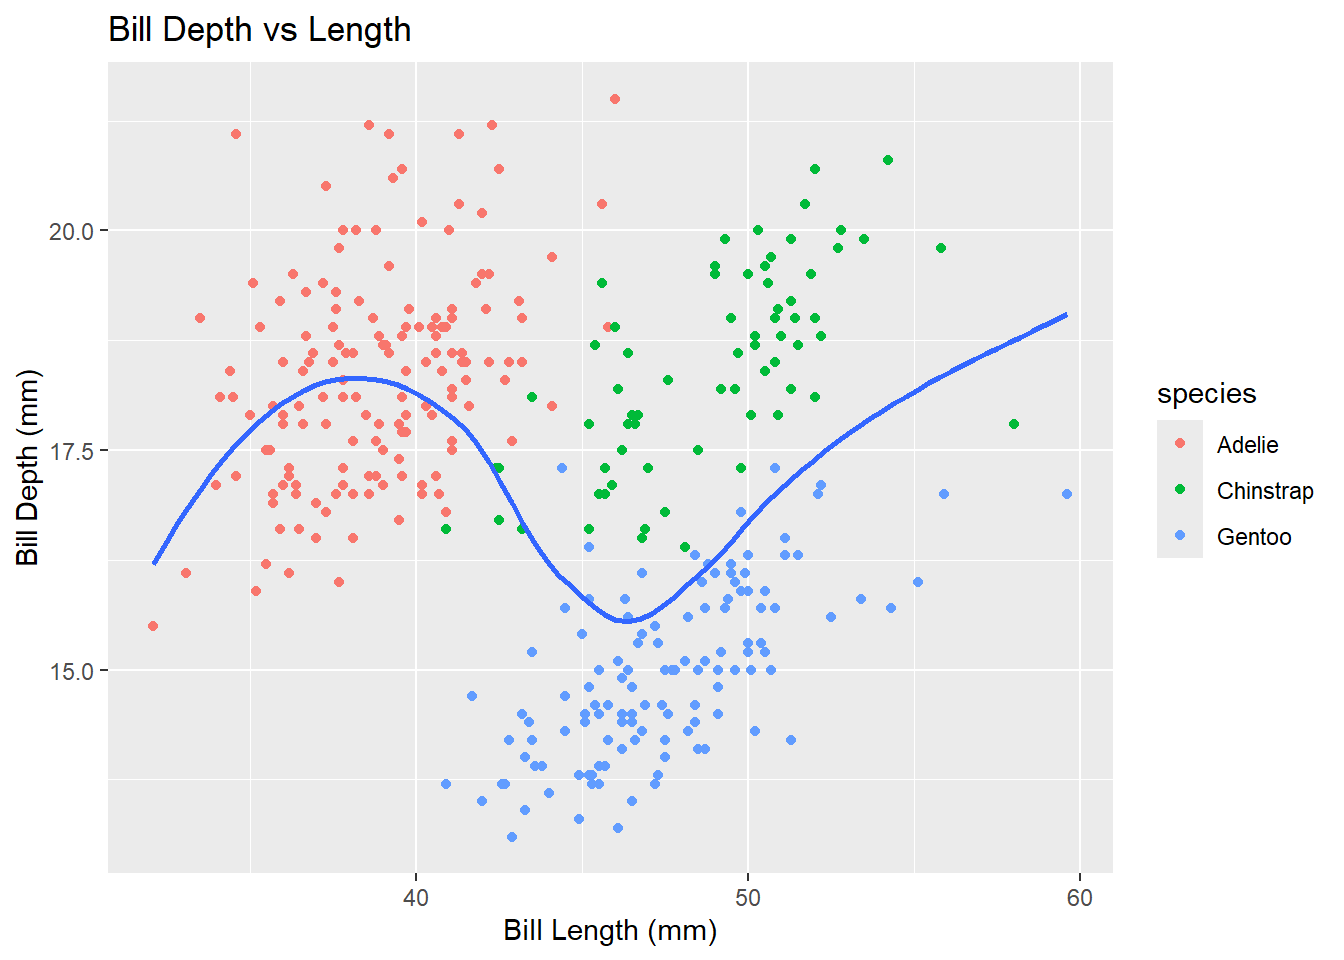 Bill Depth vs Length
Bill Depth (mm)
20.0
17.5
15.0
40 50 60
Bill Length (mm)
species
Adelie
Chinstrap
Gentoo